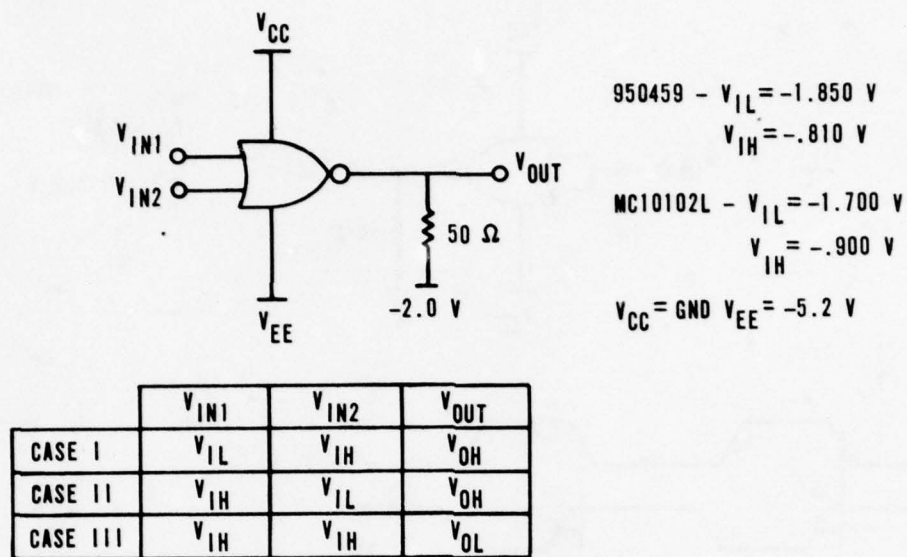 V_CC
V_IN1
V_IN2
V_OUT
50 Ω
-2.0 V
V_EE
950459 - V_IL = -1.850 V
V_IH = -.810 V
MC10102L - V_IL = -1.700 V
V_IH = -.900 V
V_CC = GND V_EE = -5.2 V
V_IN1 V_IN2 V_OUT
CASE I V_IL V_IH V_OH
CASE II V_IH V_IL V_OH
CASE III V_IH V_IH V_OL